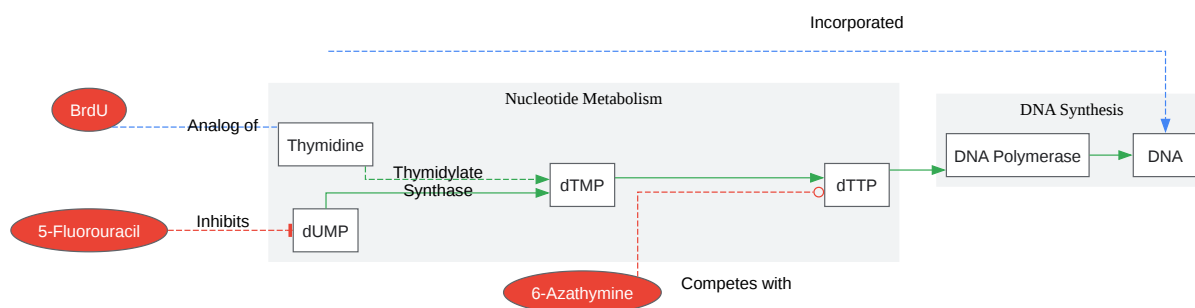 Incorporated
Nucleotide Metabolism
DNA Synthesis
BrdU
Analog of
Thymidine
DNA Polymerase
DNA
Thymidylate
Synthase
dTMP
dTTP
5-Fluorouracil
Inhibits
dUMP
6-Azathymine
Competes with